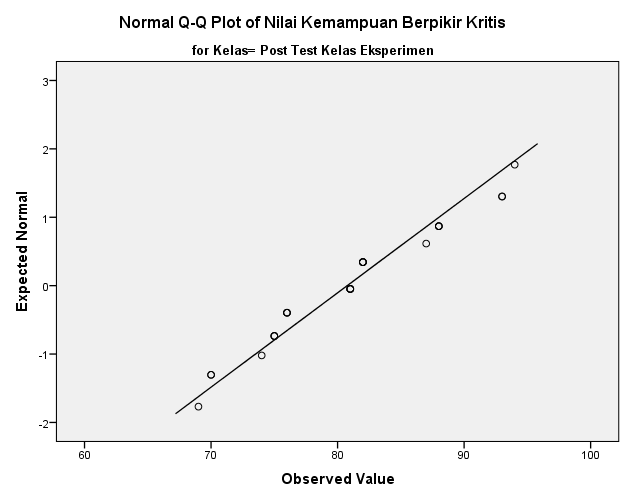 Normal Q-Q Plot of Nilai Kemampuan Berpikir Kritis
for Kelas= Post Test Kelas Eksperimen
Expected Normal
3
2
1
0
-1
-2
60 70 80 90 100
Observed Value